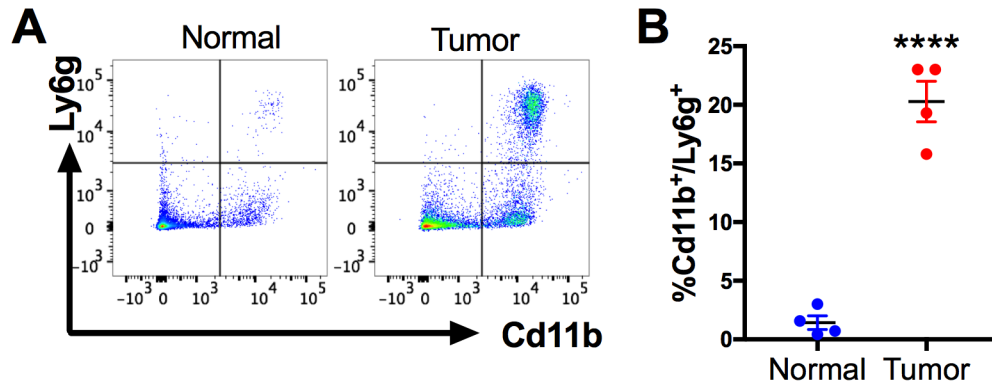 A
Normal
Tumor
Ly6g
10⁵
10⁴
10³
0
-10³
-10³ 0 10³ 10⁴ 10⁵
10⁵
10⁴
10³
0
-10³
-10³ 0 10³ 10⁴ 10⁵
Cd11b
B
%Cd11b⁺/Ly6g⁺
25
20
15
10
5
0
****
Normal Tumor